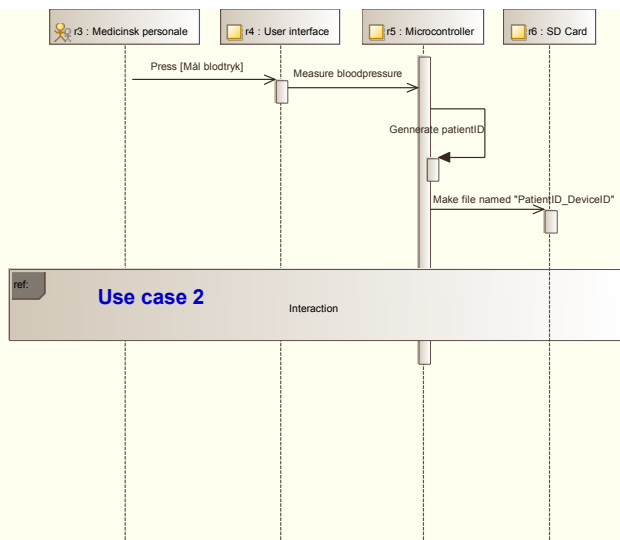 r3 : Medicinsk personale
r4 : User interface
r5 : Microcontroller
r6 : SD Card
Press [Mål blodtryk]
Measure bloodpressure
Gennerate patientID
Make file named "PatientID_DeviceID"
ref:
Use case 2
Interaction